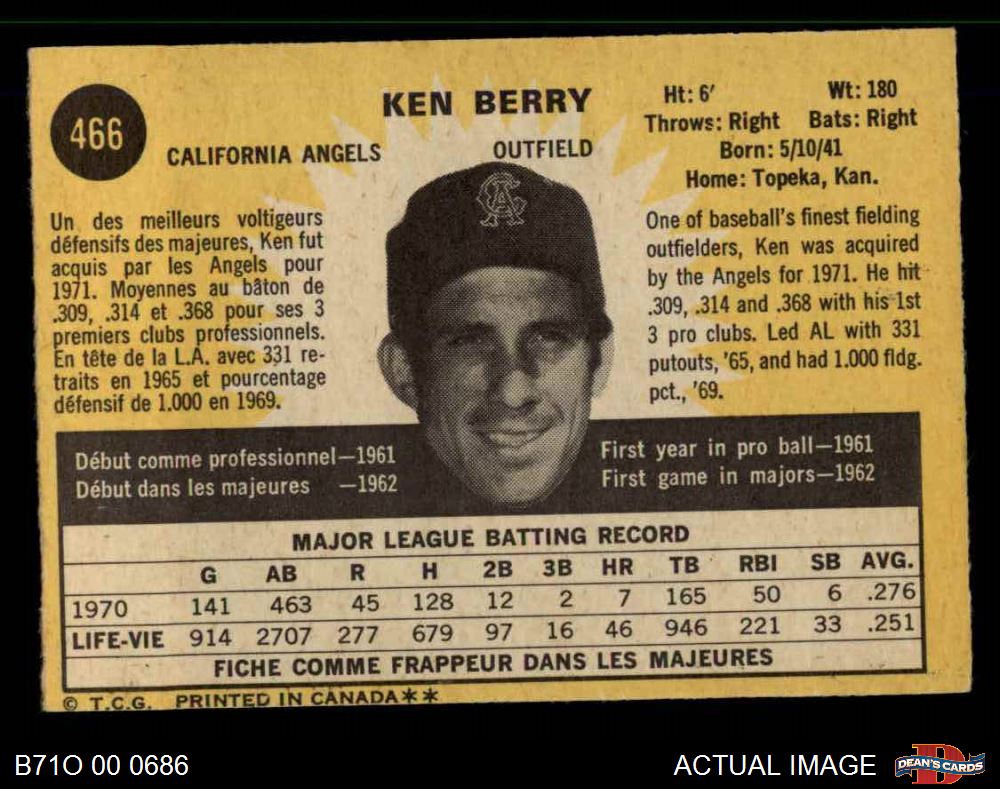 466
KEN BERRY
CALIFORNIA ANGELS
OUTFIELD
Ht: 6′ Wt: 180
Throws: Right Bats: Right
Born: 5/10/41
Home: Topeka, Kan.
Un des meilleurs voltigeurs
défensifs des majeures, Ken fut
acquis par les Angels pour
1971. Moyennes au bâton de
.309, .314 et .368 pour ses 3
premiers clubs professionnels.
En tête de la L.A. avec 331 re-
traits en 1965 et pourcentage
défensif de 1.000 en 1969.
One of baseball's finest fielding
outfielders, Ken was acquired
by the Angels for 1971. He hit
.309, .314 and .368 with his 1st
3 pro clubs. Led AL with 331
putouts, '65, and had 1.000 fldg.
pct., '69.
CA
Début comme professionnel—1961
Début dans les majeures —1962
First year in pro ball—1961
First game in majors—1962
MAJOR LEAGUE BATTING RECORD
G AB R H 2B 3B HR TB RBI SB AVG.
1970 141 463 45 128 12 2 7 165 50 6 .276
LIFE-VIE 914 2707 277 679 97 16 46 946 221 33 .251
FICHE COMME FRAPPEUR DANS LES MAJEURES
© T.C.G. PRINTED IN CANADA**
B71O 00 0686
ACTUAL IMAGE
D
DEAN'S CARDS